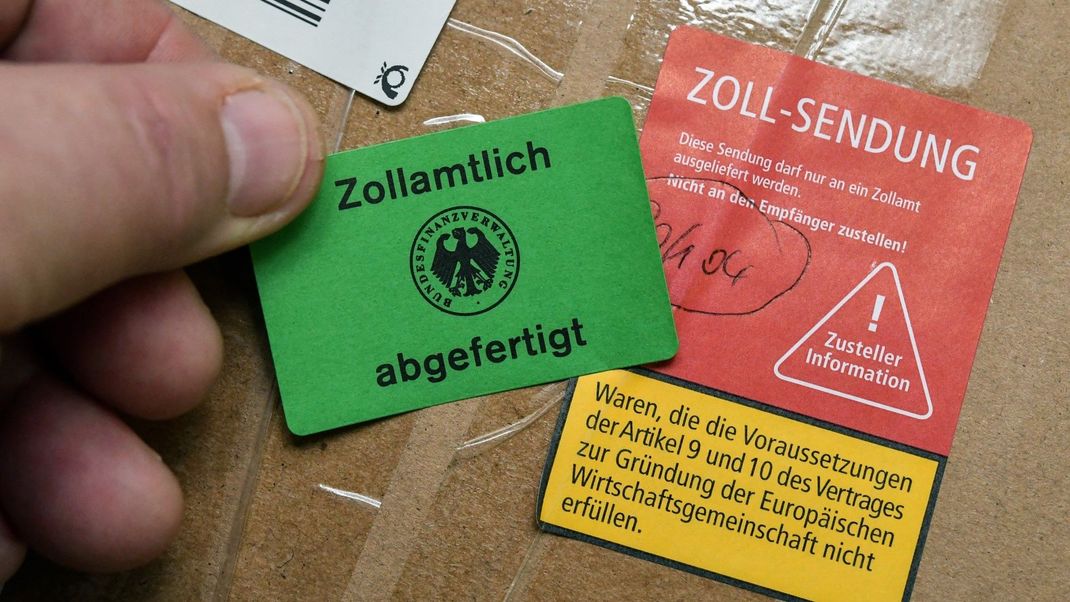 Zollamtlich
BUNDESFINANZVERWALTUNG
abgefertigt
ZOLL-SENDUNG
Diese Sendung darf nur an ein Zollamt
ausgeliefert werden.
Nicht an den Empfänger zustellen!
04
!
Zusteller
Information
Waren, die die Voraussetzungen
der Artikel 9 und 10 des Vertrages
zur Gründung der Europäischen
Wirtschaftsgemeinschaft nicht
erfüllen.